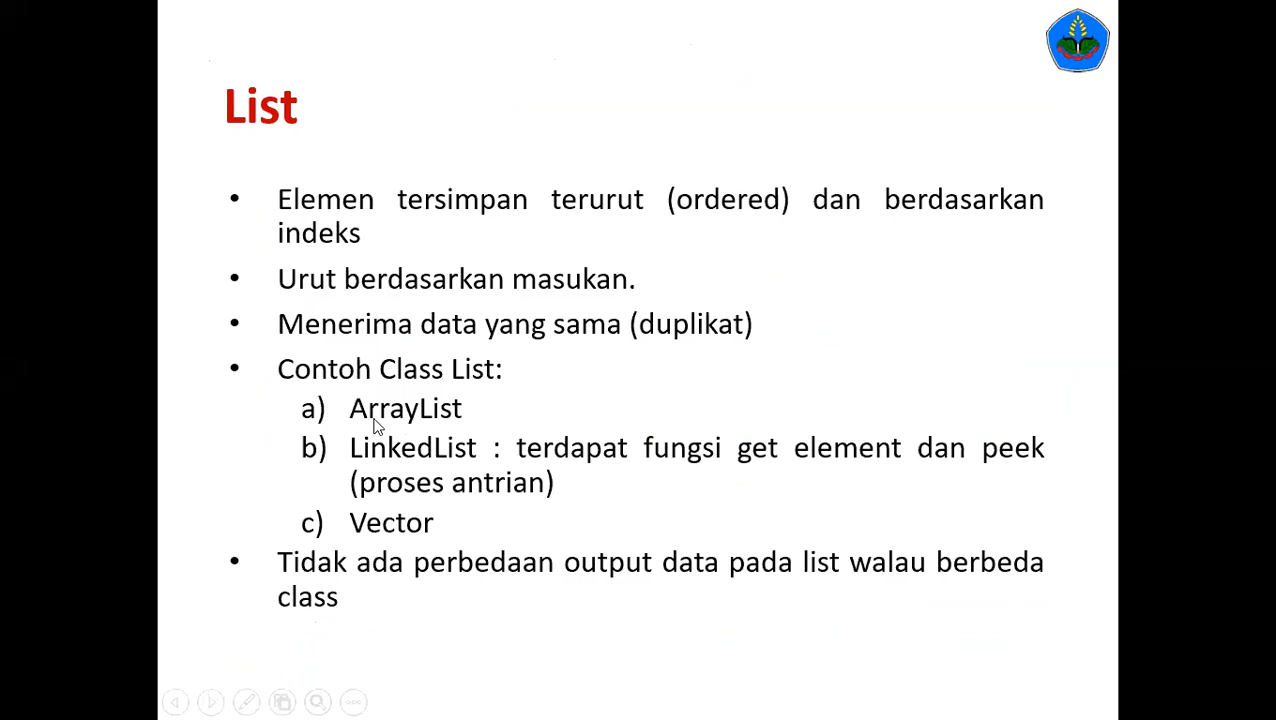 List
• Elemen tersimpan terurut (ordered) dan berdasarkan
indeks
• Urut berdasarkan masukan.
• Menerima data yang sama (duplikat)
• Contoh Class List:
a) ArrayList
b) LinkedList : terdapat fungsi get element dan peek
(proses antrian)
c) Vector
• Tidak ada perbedaan output data pada list walau berbeda
class